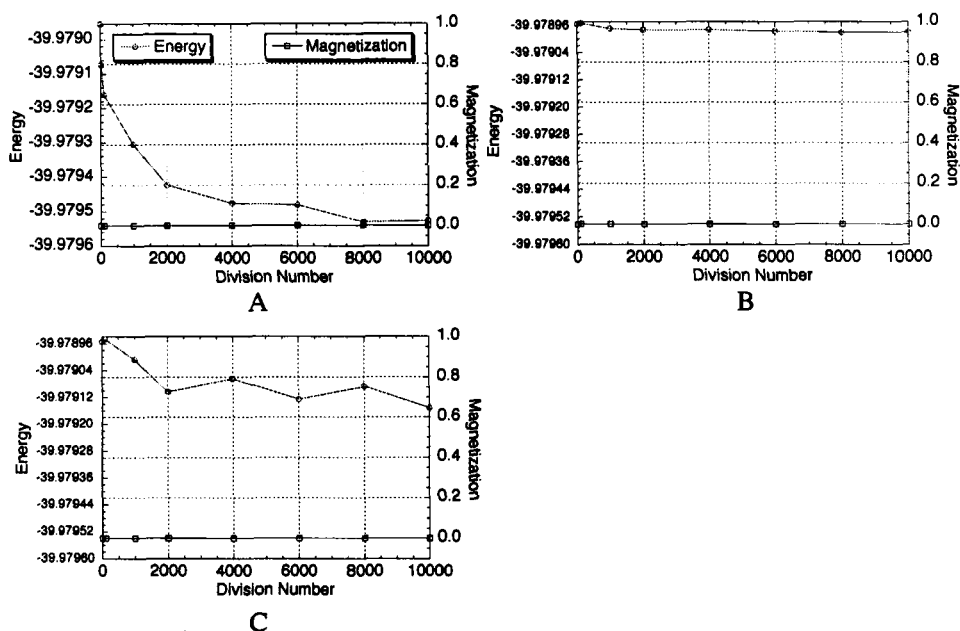 -39.9790
-39.9791
-39.9792
-39.9793
-39.9794
-39.9795
-39.9796
Energy
Energy
Magnetization
1.0
0.8
0.6
0.4
0.2
0.0
Magnetization
0 2000 4000 6000 8000 10000
Division Number
A
-39.97896
-39.97904
-39.97912
-39.97920
-39.97928
-39.97936
-39.97944
-39.97952
-39.97960
Energy
1.0
0.8
0.6
0.4
0.2
0.0
Magnetization
0 2000 4000 6000 8000 10000
Division Number
B
-39.97896
-39.97904
-39.97912
-39.97920
-39.97928
-39.97936
-39.97944
-39.97952
-39.97960
Energy
1.0
0.8
0.6
0.4
0.2
0.0
Magnetization
0 2000 4000 6000 8000 10000
Division Number
C